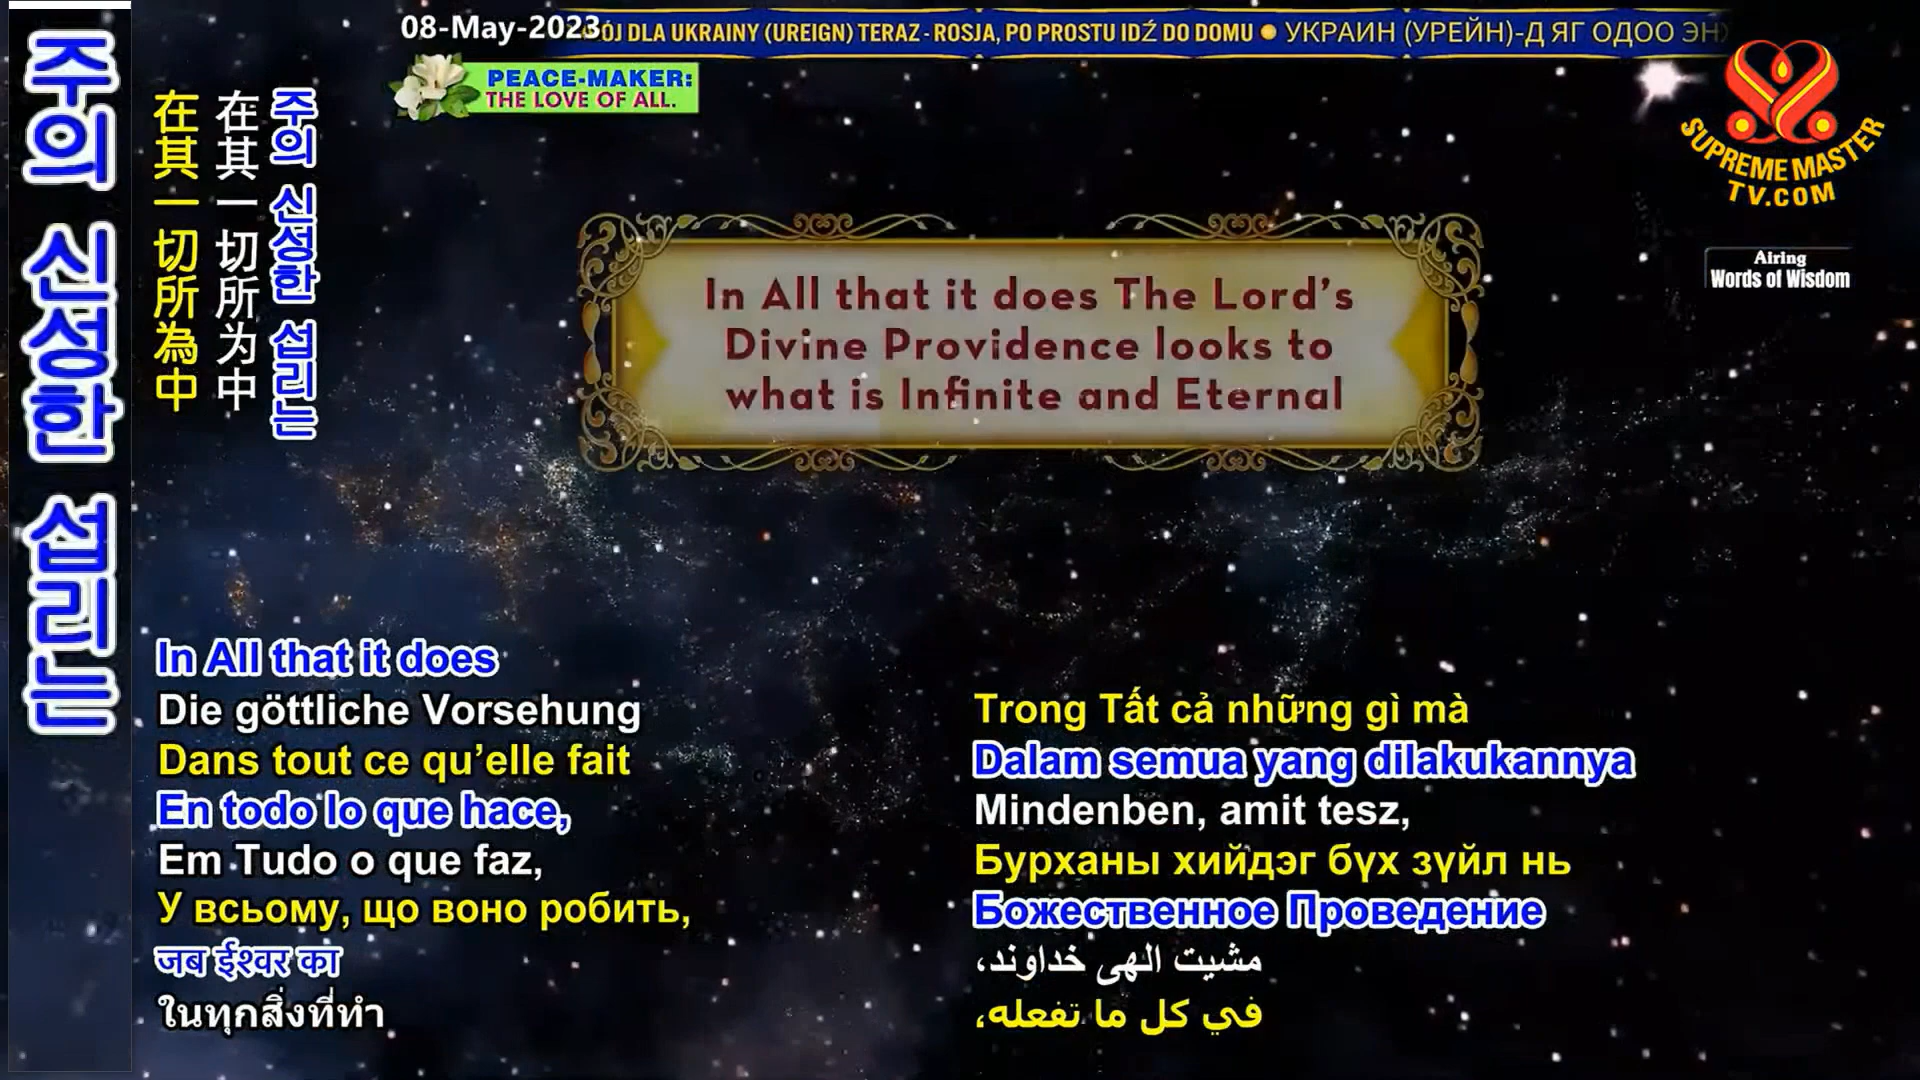 08-May-2023
ÓJ DLA UKRAINY (UREIGN) TERAZ - ROSJA, PO PROSTU IDŹ DO DOMU ● УКРАИН (УРЕЙН)-Д ЯГ ОДОО
PEACE-MAKER:
THE LOVE OF ALL.
SUPREME MASTER
TV.COM
Airing
Words of Wisdom
주의 신성한 섭리는
在其一切所為中
在其一切所为中
주의 신성한 섭리는
In All that it does The Lord's
Divine Providence looks to
what is Infinite and Eternal
In All that it does
Die göttliche Vorsehung
Dans tout ce qu’elle fait
En todo lo que hace,
Em Tudo o que faz,
У всьому, що воно робить,
जब ईश्वर का
ในทุกสิ่งที่ทำ
Trong Tất cả những gì mà
Dalam semua yang dilakukannya
Mindenben, amit tesz,
Бурханы хийдэг бүх зүйл нь
Божественное Проведение
مشیت الهی خداوند،
في كل ما تفعله،